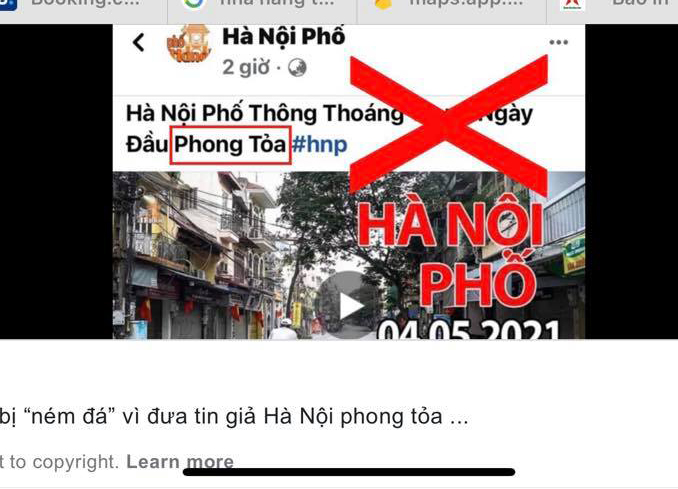 Booking.c...
nhà hàng t...
maps.app....
Báo in
phố
Hà Nội Phố
2 giờ ·
Hà Nội Phố Thông Thoáng Ngày
Đầu Phong Tỏa #hnp
HÀ NỘI
PHỐ
04.05.2021
bị “ném đá” vì đưa tin giả Hà Nội phong tỏa ...
t to copyright. Learn more